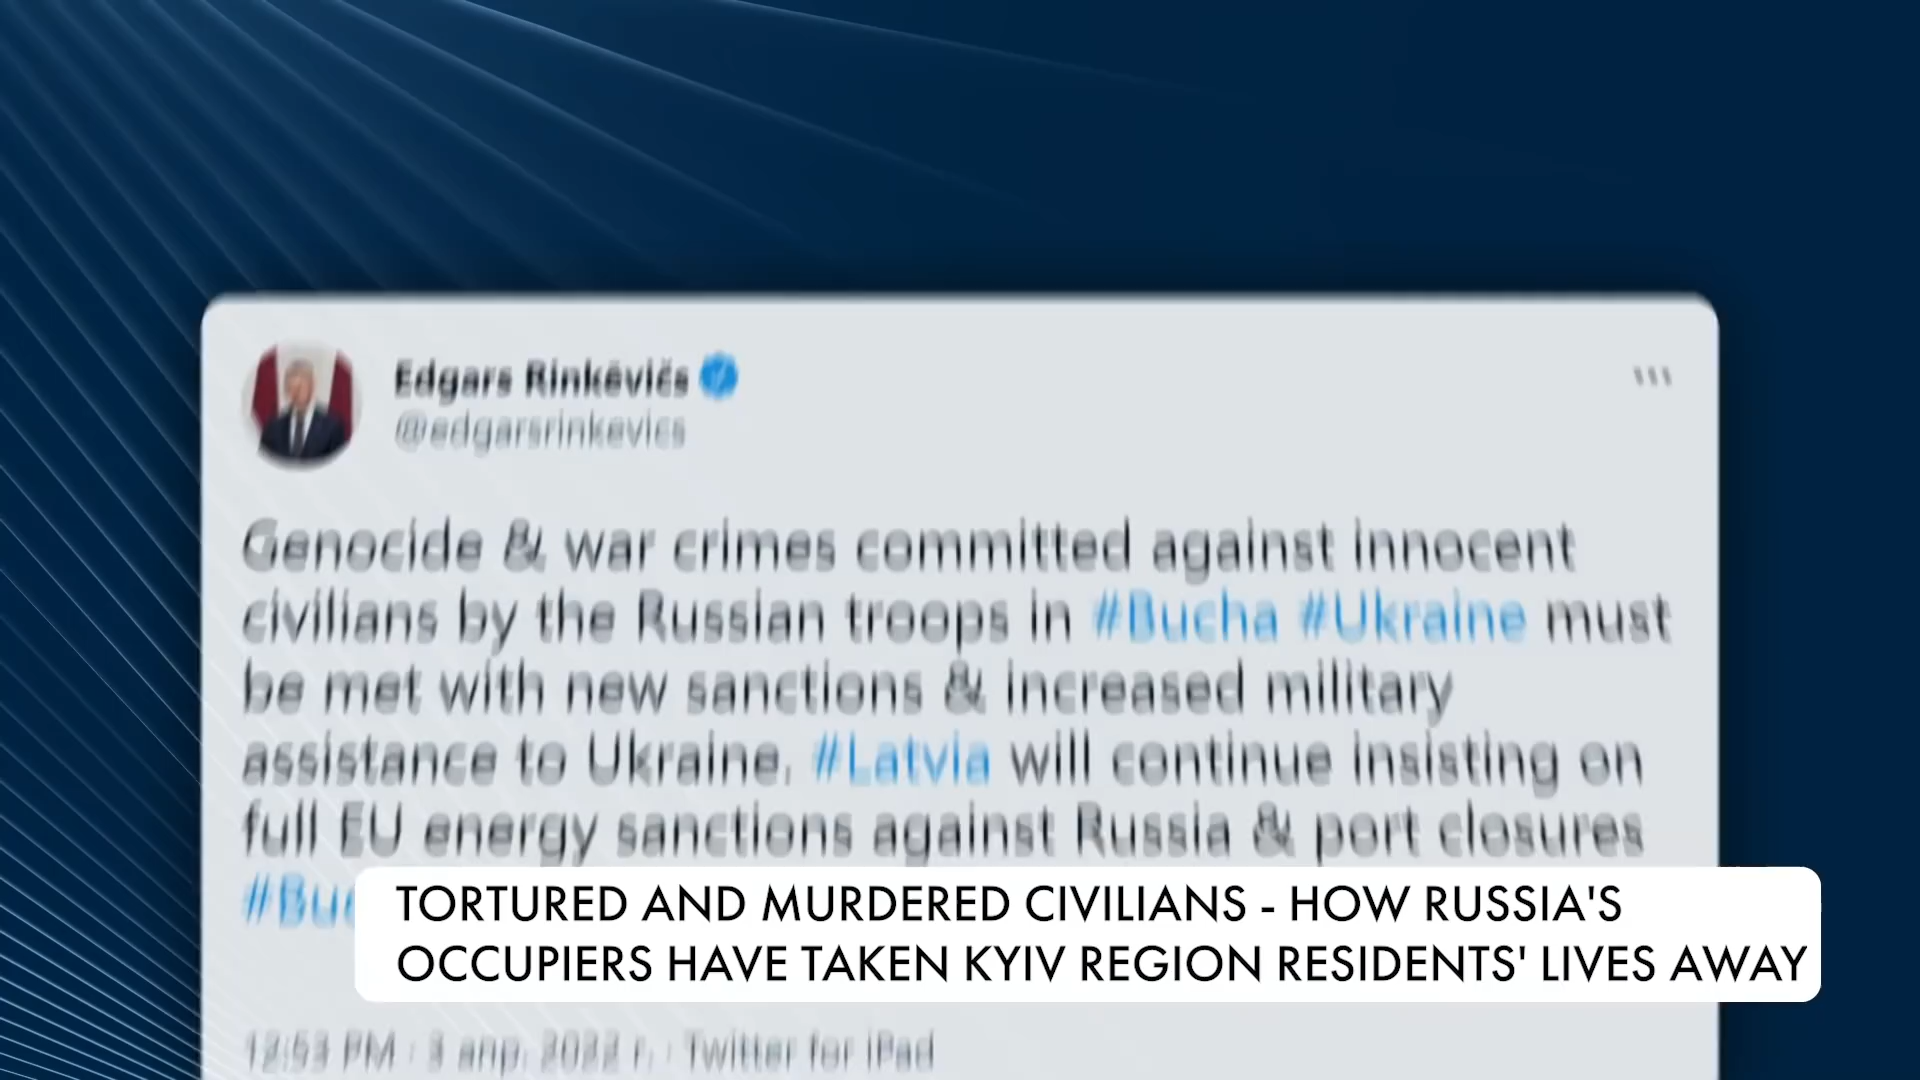 Edgars Rinkēvičs
@edgarsrinkevics
Genocide & war crimes committed against innocent
civilians by the Russian troops in #Bucha #Ukraine must
be met with new sanctions & increased military
assistance to Ukraine. #Latvia will continue insisting on
full EU energy sanctions against Russia & port closures
TORTURED AND MURDERED CIVILIANS - HOW RUSSIA'S
OCCUPIERS HAVE TAKEN KYIV REGION RESIDENTS' LIVES AWAY
12:53 PM · 3 апр. 2022 г. · Twitter for iPad